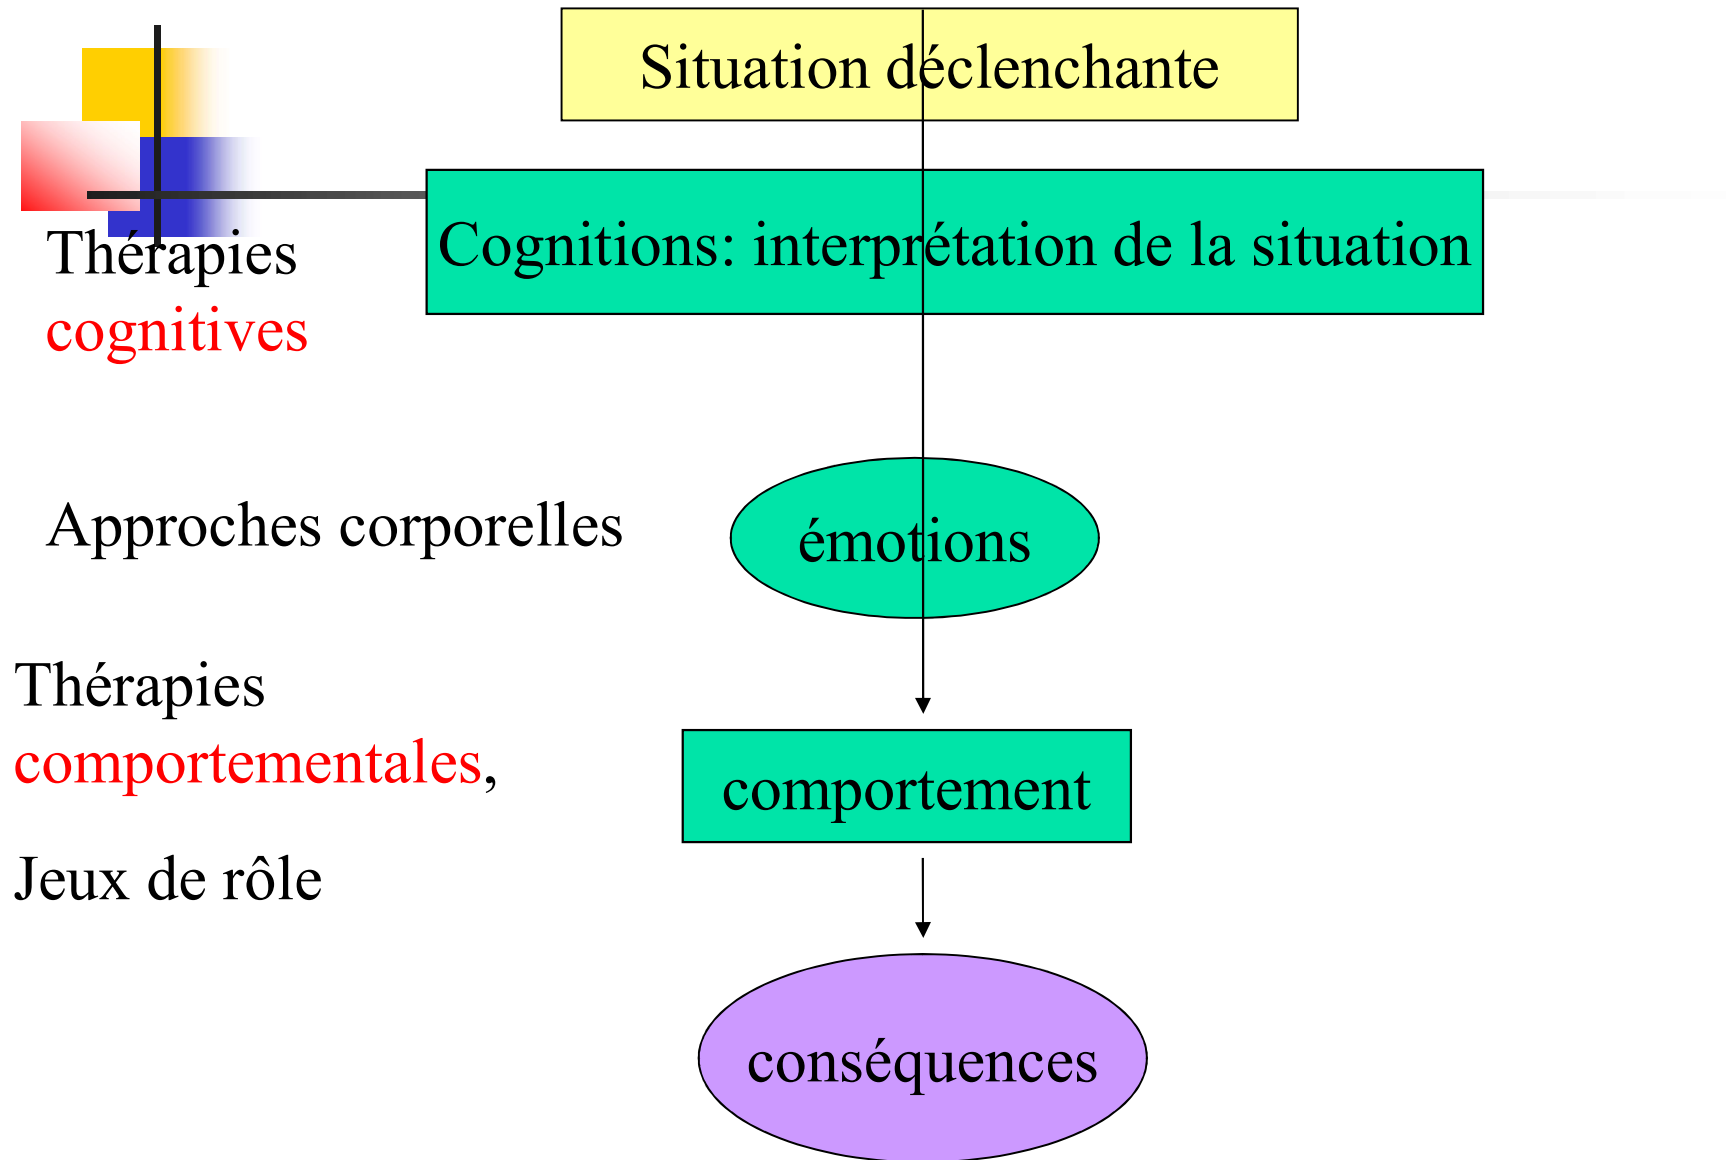 Situation déclenchante
Cognitions: interprétation de la situation
Thérapies
cognitives
Approches corporelles
émotions
Thérapies
comportementales,
comportement
Jeux de rôle
conséquences